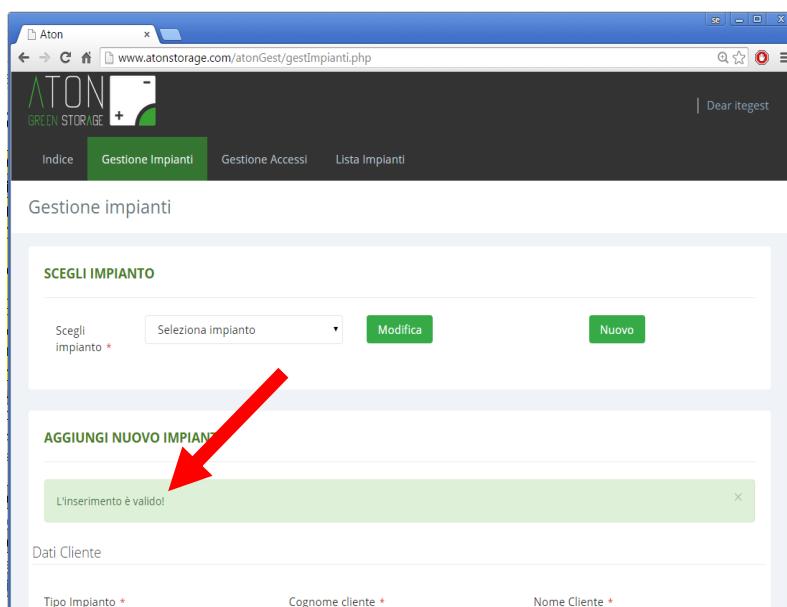 se
Aton
www.atonstorage.com/atonGest/gestImpianti.php
ATON
GREEN STORAGE
Dear itegest
Indice Gestione Impianti Gestione Accessi Lista Impianti
Gestione impianti
SCEGLI IMPIANTO
Scegli impianto * Seleziona impianto Modifica Nuovo
AGGIUNGI NUOVO IMPIANT
L'inserimento è valido!
Dati Cliente
Tipo Impianto * Cognome cliente * Nome Cliente *